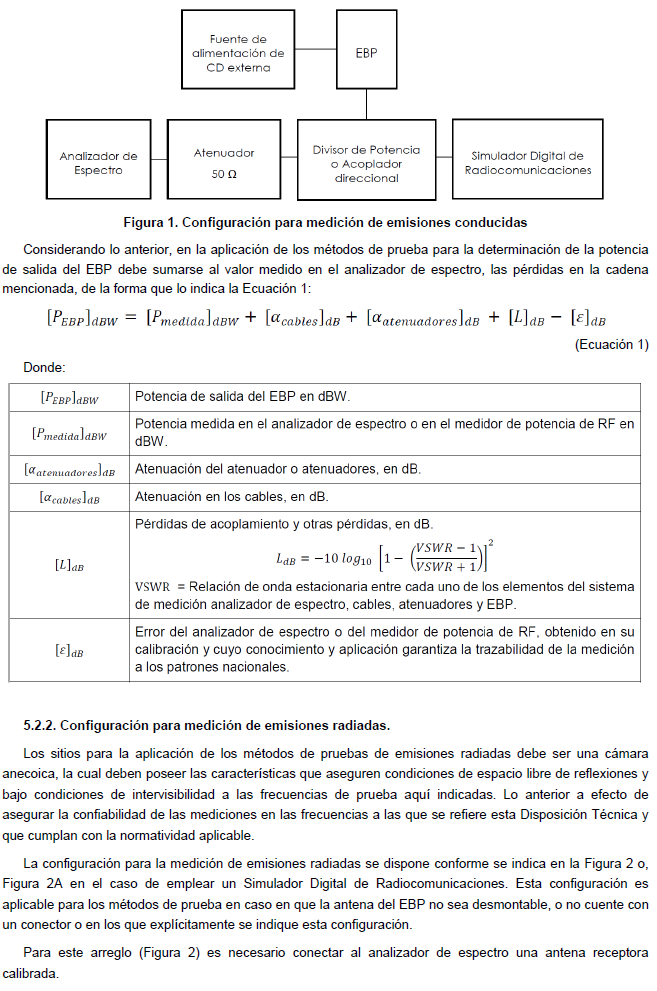 Fuente de
alimentación de
CD externa
EBP
Analizador de
Espectro
Atenuador
50 Ω
Divisor de Potencia
o Acoplador
direccional
Simulador Digital de
Radiocomunicaciones
Figura 1. Configuración para medición de emisiones conducidas
Considerando lo anterior, en la aplicación de los métodos de prueba para la determinación de la potencia
de salida del EBP debe sumarse al valor medido en el analizador de espectro, las pérdidas en la cadena
mencionada, de la forma que lo indica la Ecuación 1:
[P_EBP]_dBW = [P_medida]_dBW + [α_cables]_dB + [α_atenuadores]_dB + [L]_dB − [ε]_dB
(Ecuación 1)
Donde:
[P_EBP]_dBW Potencia de salida del EBP en dBW.
[P_medida]_dBW Potencia medida en el analizador de espectro o en el medidor de potencia de RF en
dBW.
[α_atenuadores]_dB Atenuación del atenuador o atenuadores, en dB.
[α_cables]_dB Atenuación en los cables, en dB.
[L]_dB Pérdidas de acoplamiento y otras pérdidas, en dB.
L_dB = −10 log_10 [1 − ((VSWR − 1)/(VSWR + 1))]^2
VSWR = Relación de onda estacionaria entre cada uno de los elementos del sistema
de medición analizador de espectro, cables, atenuadores y EBP.
[ε]_dB Error del analizador de espectro o del medidor de potencia de RF, obtenido en su
calibración y cuyo conocimiento y aplicación garantiza la trazabilidad de la medición
a los patrones nacionales.
5.2.2. Configuración para medición de emisiones radiadas.
Los sitios para la aplicación de los métodos de pruebas de emisiones radiadas debe ser una cámara
anecoica, la cual deben poseer las características que aseguren condiciones de espacio libre de reflexiones y
bajo condiciones de intervisibilidad a las frecuencias de prueba aquí indicadas. Lo anterior a efecto de
asegurar la confiabilidad de las mediciones en las frecuencias a las que se refiere esta Disposición Técnica y
que cumplan con la normatividad aplicable.
La configuración para la medición de emisiones radiadas se dispone conforme se indica en la Figura 2 o,
Figura 2A en el caso de emplear un Simulador Digital de Radiocomunicaciones. Esta configuración es
aplicable para los métodos de prueba en caso en que la antena del EBP no sea desmontable, o no cuente con
un conector o en los que explícitamente se indique esta configuración.
Para este arreglo (Figura 2) es necesario conectar al analizador de espectro una antena receptora
calibrada.